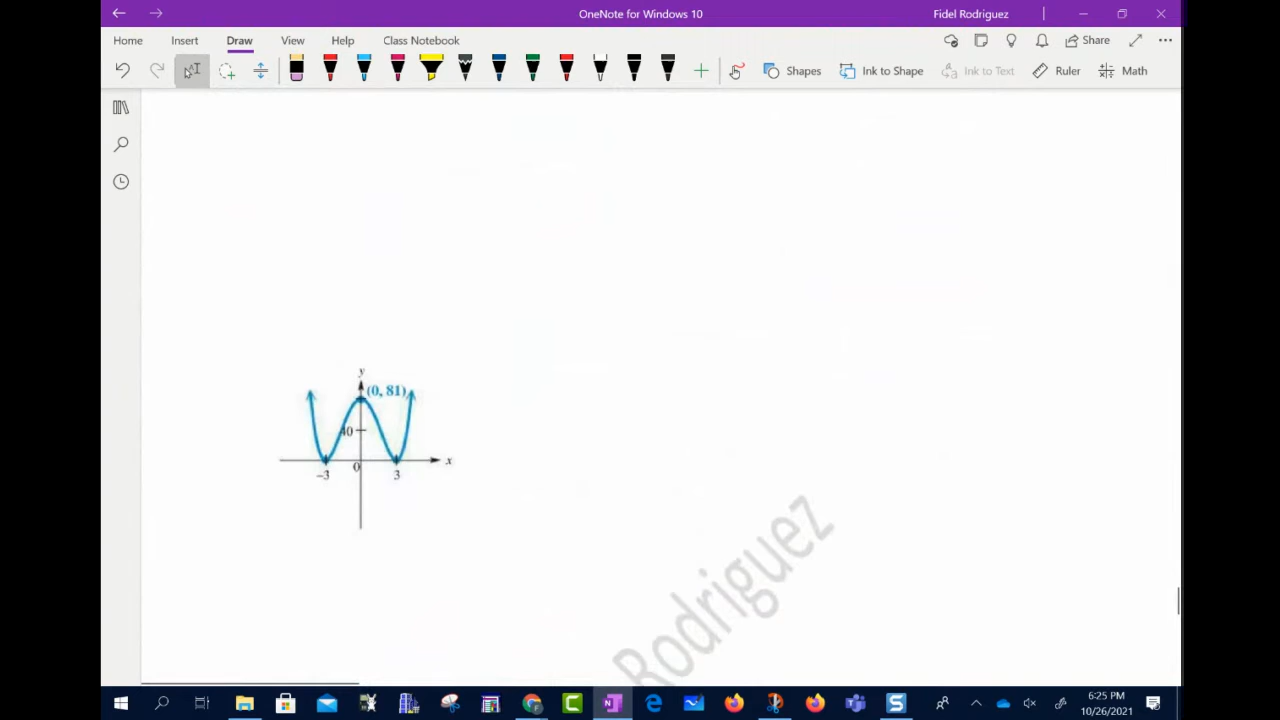 OneNote for Windows 10
Fidel Rodriguez
Home Insert Draw View Help Class Notebook
Share
Shapes Ink to Shape Ink to Text Ruler Math
y
(0, 81)
40
0
x
–3
3
Rodriguez
6:25 PM
10/26/2021